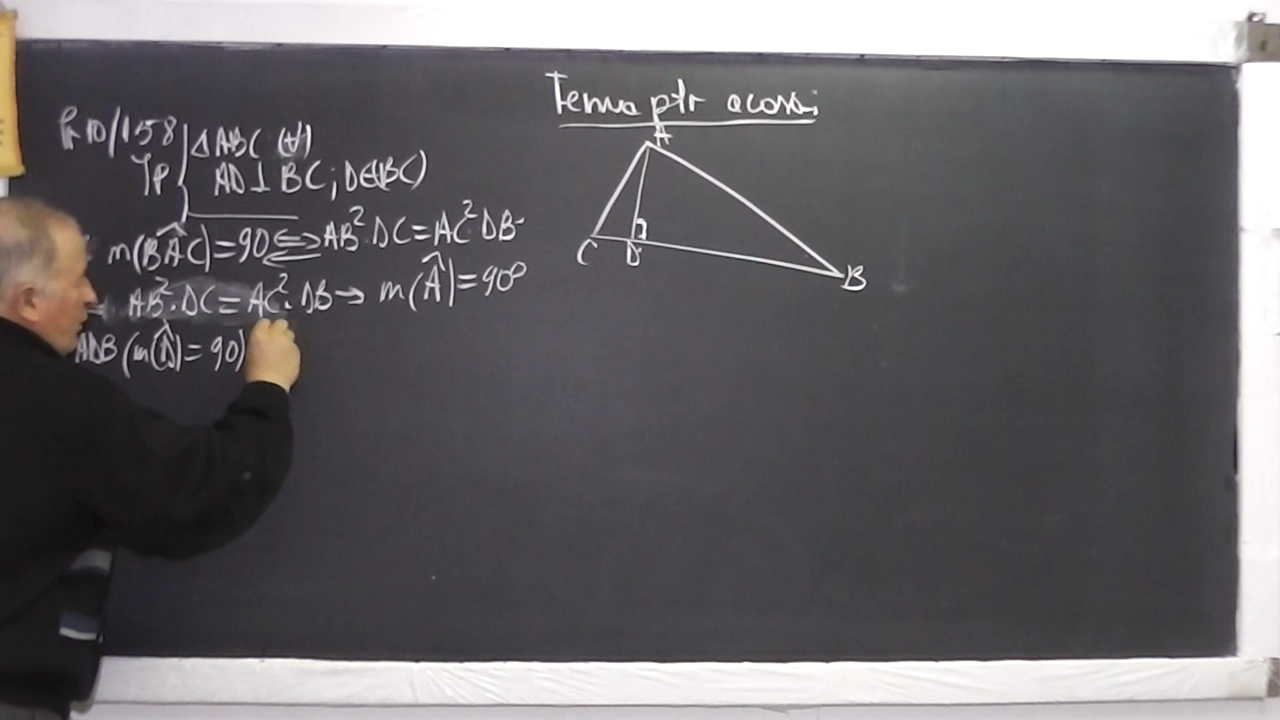 Tema ptr acasă
Pr 10/158 ΔABC (∀)
Ip AD⊥BC; D∈(BC)
m(BÂC)=90 ⟺ AB²·DC=AC²·DB
AB²·DC=AC²·DB → m(Â)=90°
ADB (m(D̂)=90)
A
C
D
B